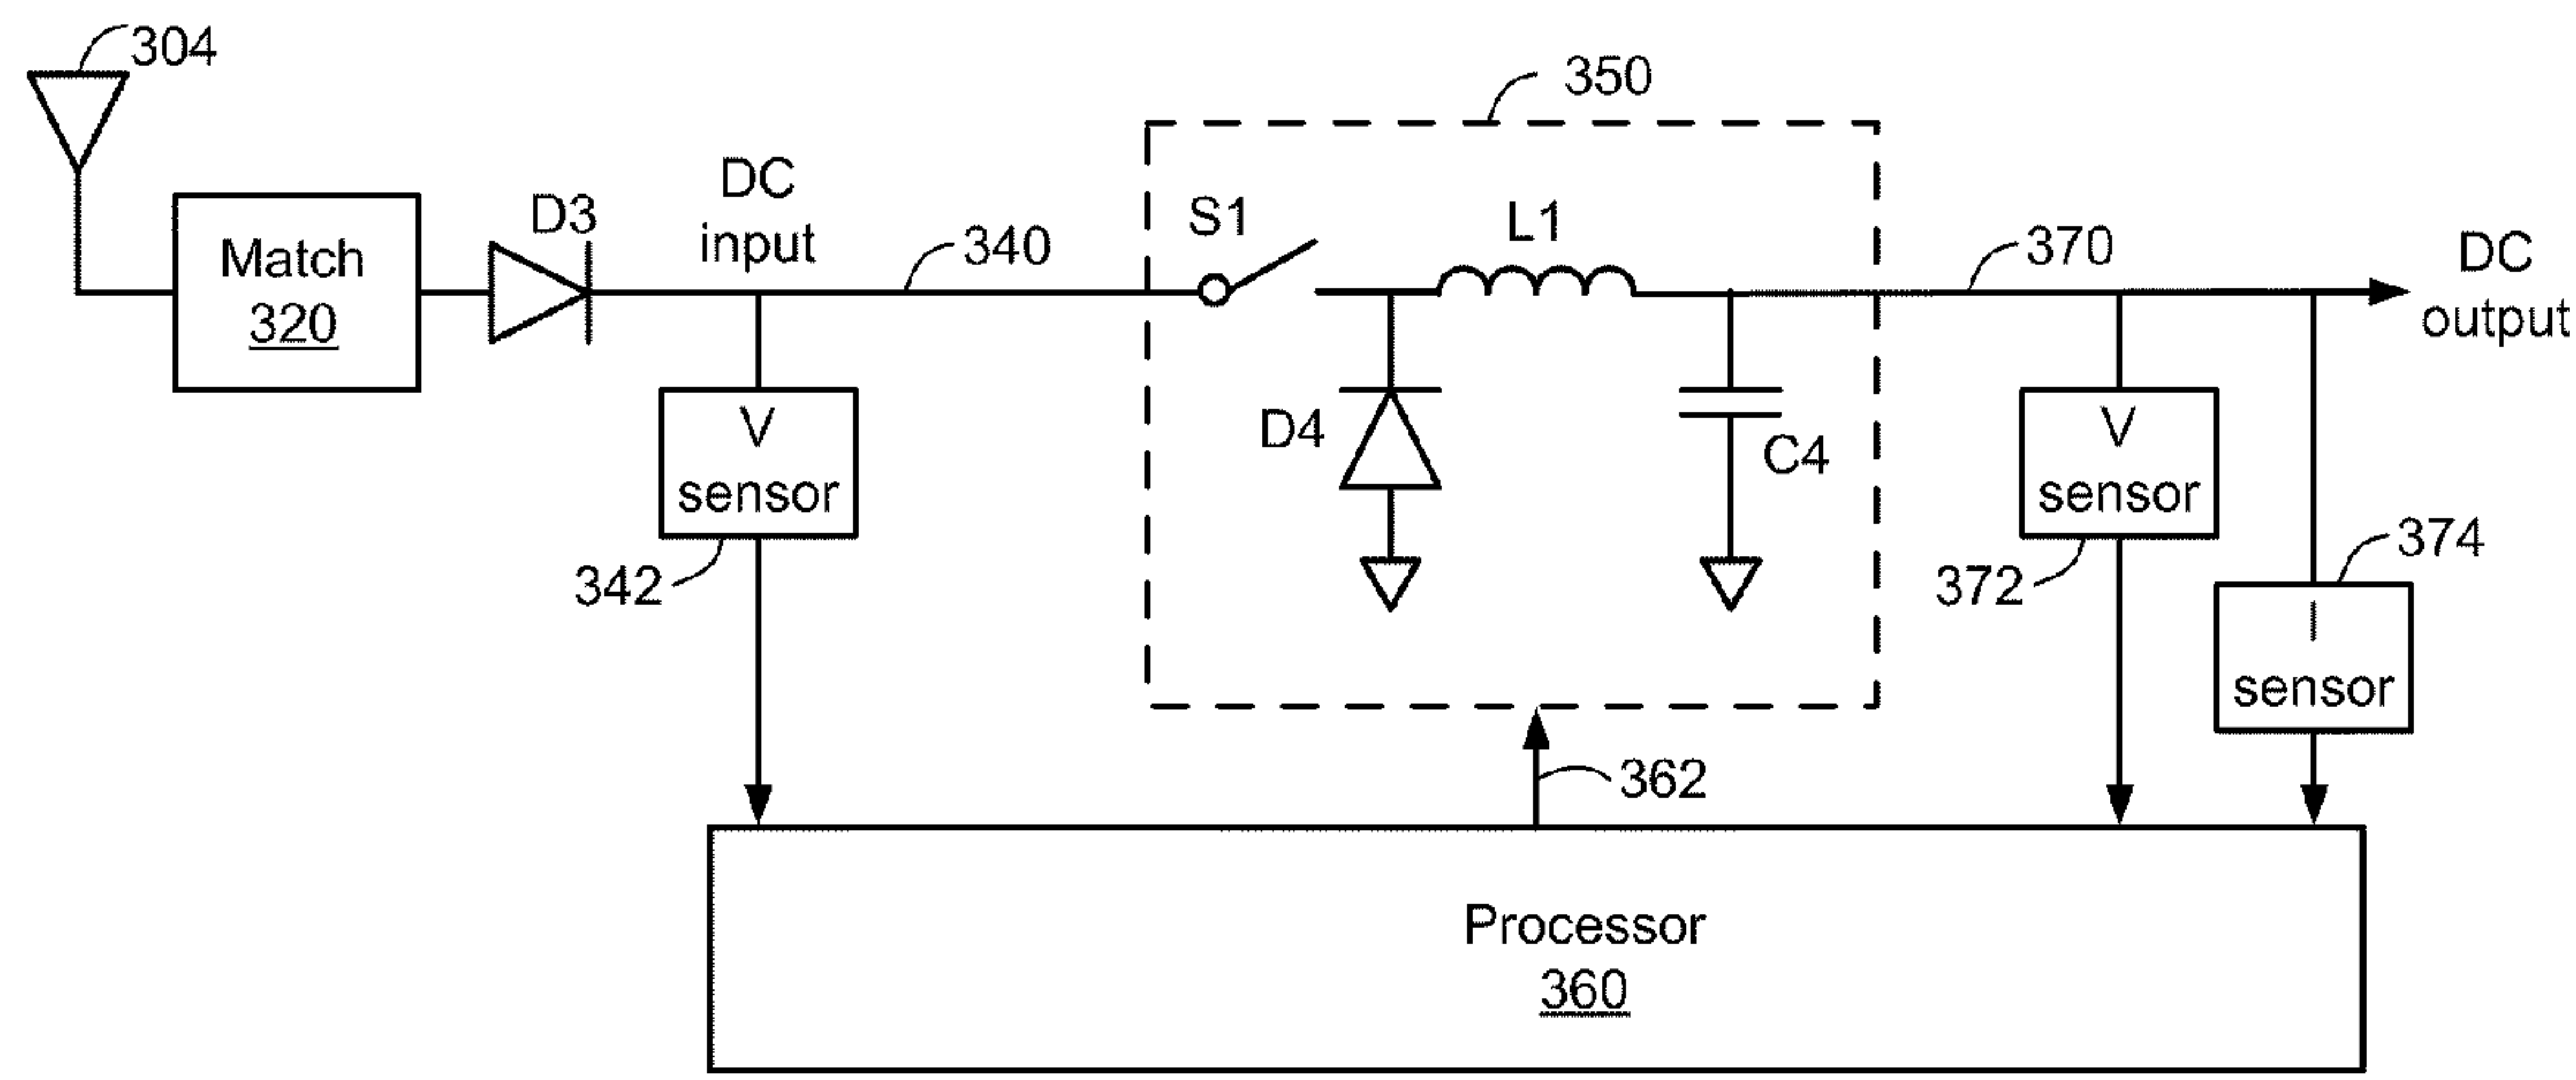 304
350
DC
input
D3
S1
L1
340
370
DC
output
Match
320
V
sensor
D4
C4
V
sensor
342
372
374
I
sensor
362
Processor
360